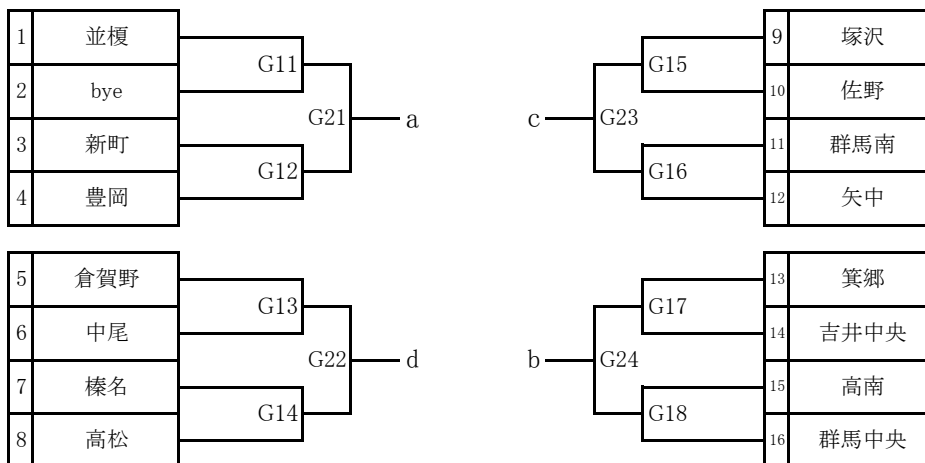 1 並榎
2 bye
3 新町
4 豊岡
G11
G12
G21
a
9 塚沢
10 佐野
11 群馬南
12 矢中
G15
G16
G23
c
5 倉賀野
6 中尾
7 榛名
8 高松
G13
G14
G22
d
13 箕郷
14 吉井中央
15 高南
16 群馬中央
G17
G18
G24
b